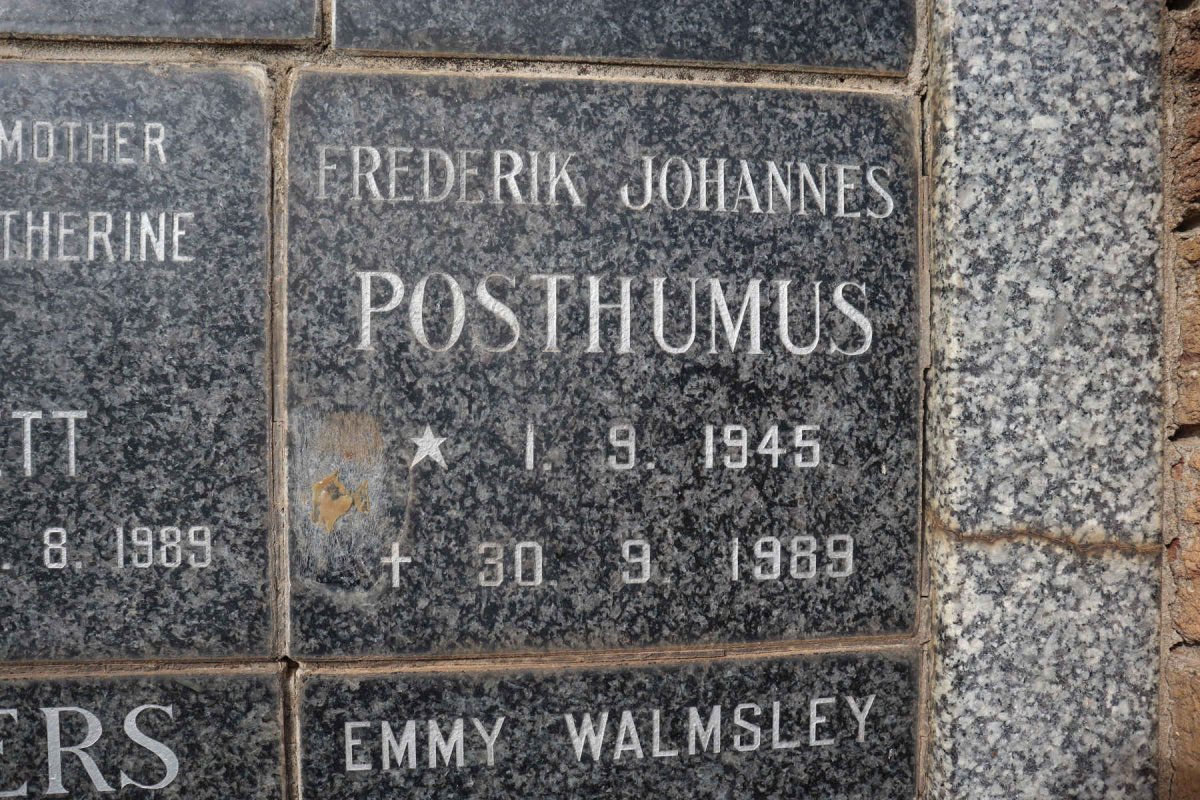 MOTHER
THERINE
TT
8. 1989
ERS
FREDERIK JOHANNES
POSTHUMUS
★ 1. 9. 1945
+ 30. 9. 1989
EMMY WALMSLEY